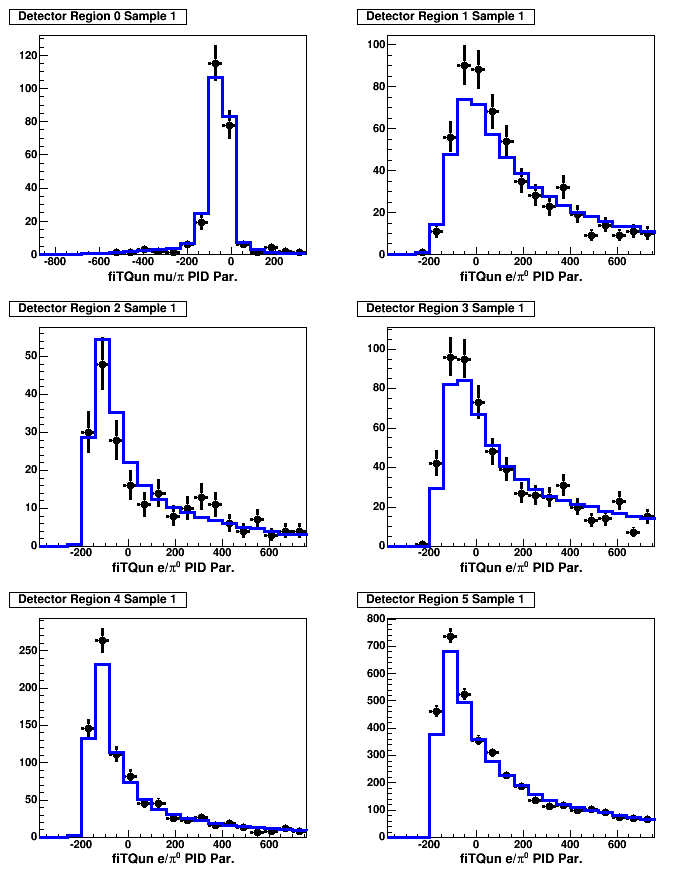 Detector Region 0 Sample 1
120
100
80
60
40
20
0
-800 -600 -400 -200 0 200
fiTQun mu/π PID Par.
Detector Region 1 Sample 1
100
80
60
40
20
0
-200 0 200 400 600
fiTQun e/π⁰ PID Par.
Detector Region 2 Sample 1
50
40
30
20
10
0
-200 0 200 400 600
fiTQun e/π⁰ PID Par.
Detector Region 3 Sample 1
100
80
60
40
20
0
-200 0 200 400 600
fiTQun e/π⁰ PID Par.
Detector Region 4 Sample 1
250
200
150
100
50
0
-200 0 200 400 600
fiTQun e/π⁰ PID Par.
Detector Region 5 Sample 1
800
700
600
500
400
300
200
100
0
-200 0 200 400 600
fiTQun e/π⁰ PID Par.